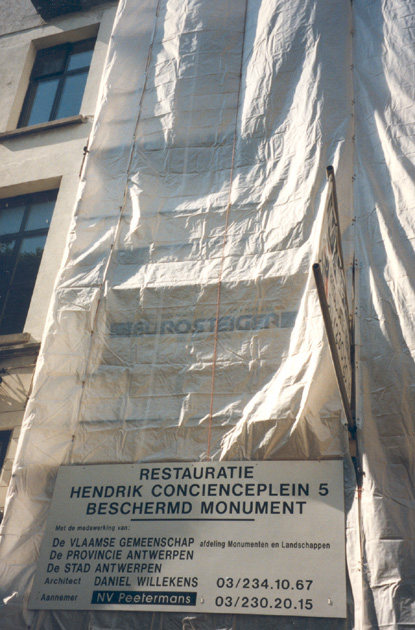 EUROSTEIGER
RESTAURATIE
HENDRIK CONCIENCEPLEIN 5
BESCHERMD MONUMENT
Met de medewerking van:
De VLAAMSE GEMEENSCHAP afdeling Monumenten en Landschappen
De PROVINCIE ANTWERPEN
De STAD ANTWERPEN
Architect DANIEL WILLEKENS 03/234.10.67
Aannemer NV Peetermans 03/230.20.15